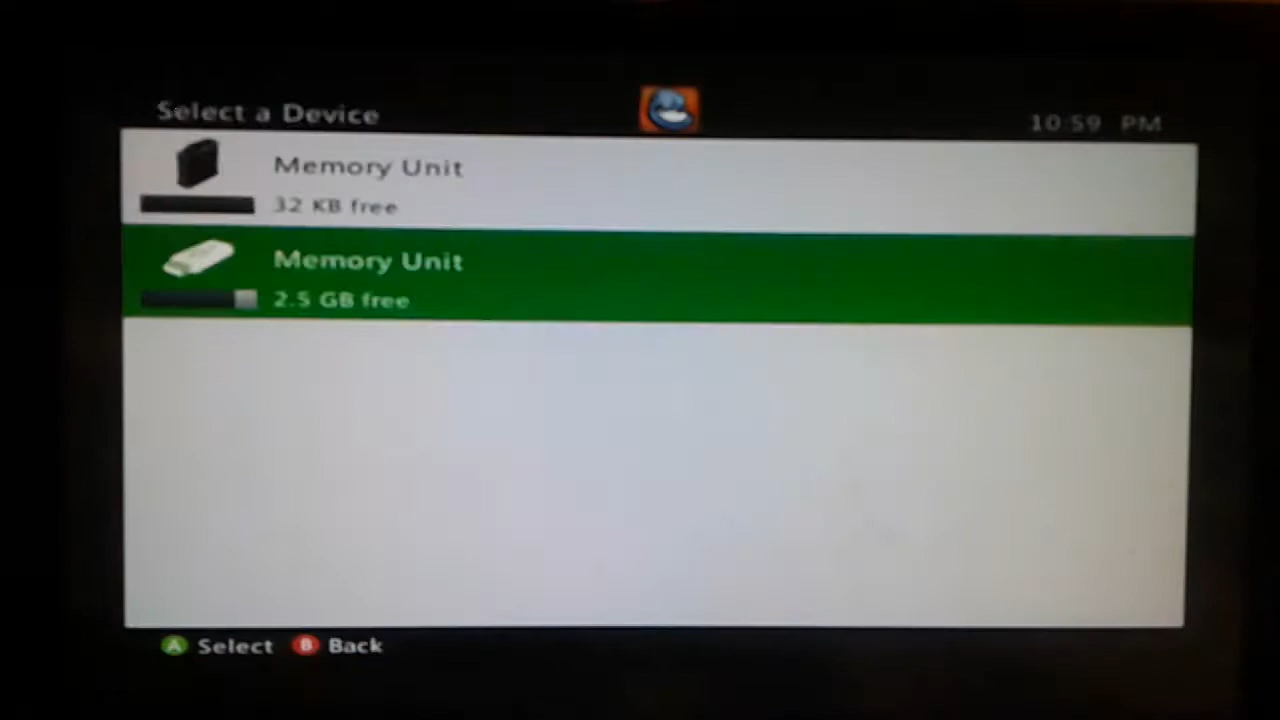 Select a Device
10:59 PM
Memory Unit
32 KB free
Memory Unit
2.5 GB free
A Select B Back